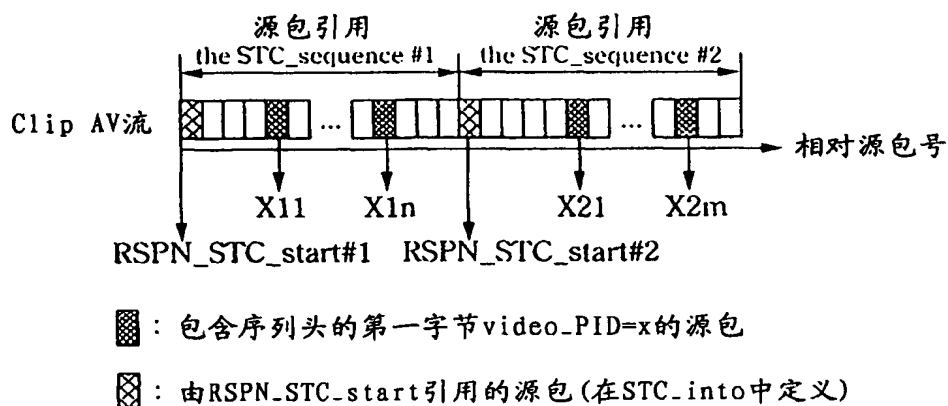 源包引用 源包引用
the STC_sequence #1 the STC_sequence #2
Clip AV流 ... ...
相对源包号
X11 X1n X21 X2m
RSPN_STC_start#1 RSPN_STC_start#2
: 包含序列头的第一字节video_PID=x的源包
: 由RSPN_STC_start引用的源包(在STC_into中定义)